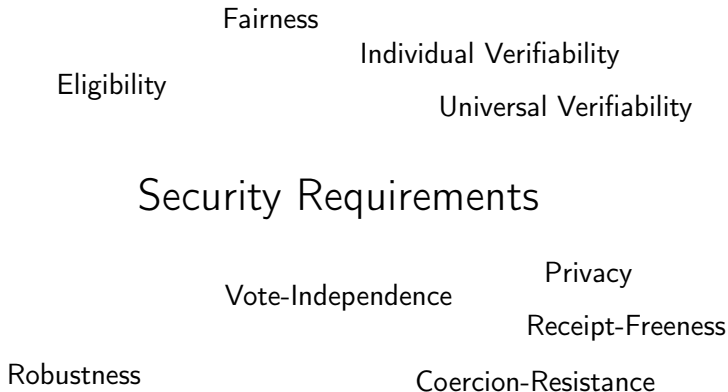 Fairness
Individual Verifiability
Eligibility
Universal Verifiability
Security Requirements
Privacy
Vote-Independence
Receipt-Freeness
Robustness
Coercion-Resistance